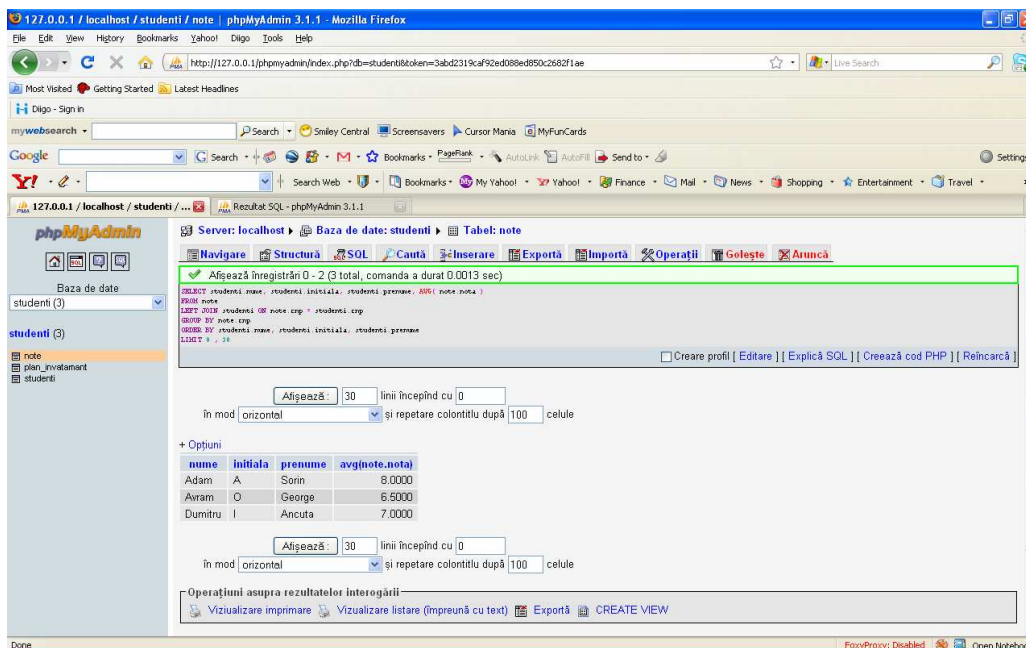 127.0.0.1 / localhost / studenti / note | phpMyAdmin 3.1.1 - Mozilla Firefox
File Edit View History Bookmarks Yahoo! Diigo Tools Help
http://127.0.0.1/phpmyadmin/index.php?db=studenti&token=3abd2319caf92ed088ed850c2682f1ae Live Search
Most Visited Getting Started Latest Headlines
Diigo - Sign in
mywebsearch Search Smiley Central Screensavers Cursor Mania MyFunCards
Google Search Bookmarks PageRank AutoLink AutoFill Send to Settings
Y! Search Web Bookmarks My Yahoo! Yahoo! Finance Mail News Shopping Entertainment Travel
127.0.0.1 / localhost / studenti / ... Rezultat SQL - phpMyAdmin 3.1.1
phpMyAdmin
Baza de date
studenti (3)
studenti (3)
note
plan_invatamant
studenti
Server: localhost Baza de date: studenti Tabel: note
Navigare Structură SQL Caută Inserare Exportă Importă Operații Golește Aruncă
Afișează înregistrări 0 - 2 (3 total, comanda a durat 0.0013 sec)
SELECT studenti.nume, studenti.initiala, studenti.prenume, AVG( note.nota )
FROM note
LEFT JOIN studenti ON note.cnp = studenti.cnp
GROUP BY note.cnp
ORDER BY studenti.nume, studenti.initiala, studenti.prenume
LIMIT 0 , 30
Creare profil [ Editare ] [ Explică SQL ] [ Creează cod PHP ] [ Reîncarcă ]
Afișează : 30 linii începînd cu 0
în mod orizontal și repetare colontitlu după 100 celule
+ Opțiuni
nume initiala prenume avg(note.nota)
Adam A Sorin 8.0000
Avram O George 6.5000
Dumitru I Ancuta 7.0000
Afișează : 30 linii începînd cu 0
în mod orizontal și repetare colontitlu după 100 celule
Operațiuni asupra rezultatelor interogării
Viziualizare imprimare Vizualizare listare (împreună cu text) Exportă CREATE VIEW
Done FoxyProxy: Disabled Open Notebook